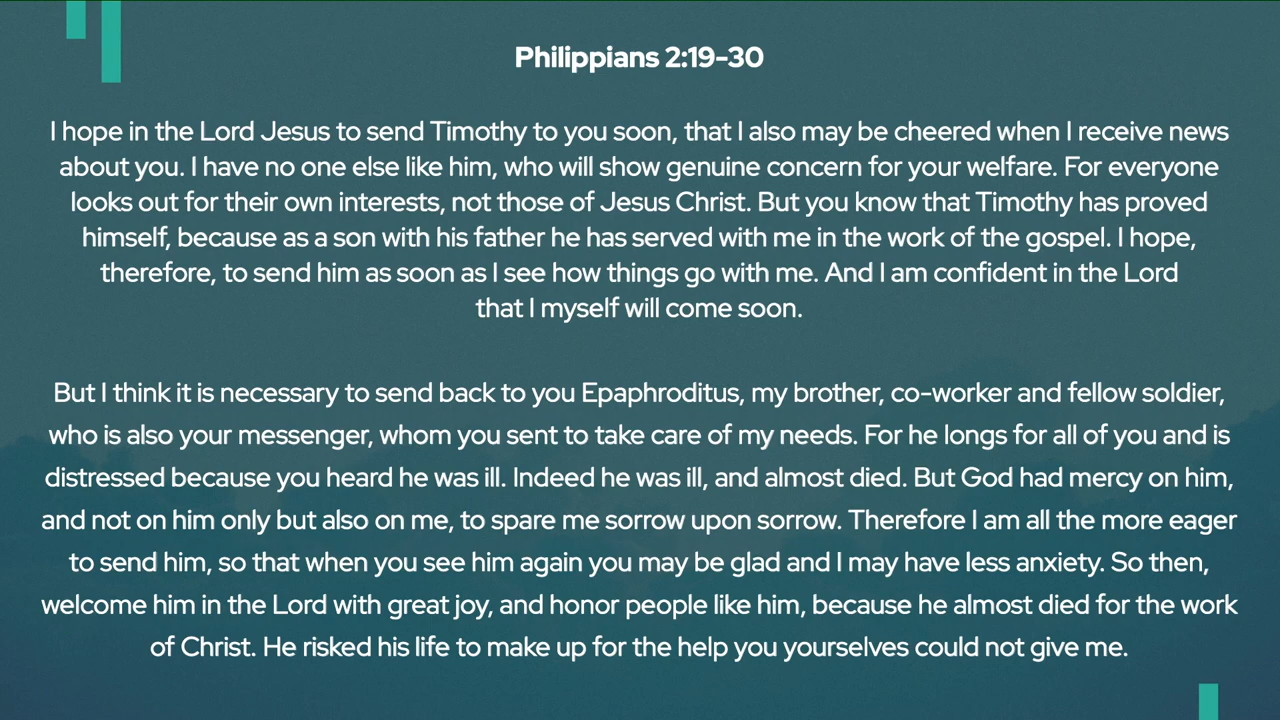 Philippians 2:19-30
I hope in the Lord Jesus to send Timothy to you soon, that I also may be cheered when I receive news
about you. I have no one else like him, who will show genuine concern for your welfare. For everyone
looks out for their own interests, not those of Jesus Christ. But you know that Timothy has proved
himself, because as a son with his father he has served with me in the work of the gospel. I hope,
therefore, to send him as soon as I see how things go with me. And I am confident in the Lord
that I myself will come soon.
But I think it is necessary to send back to you Epaphroditus, my brother, co-worker and fellow soldier,
who is also your messenger, whom you sent to take care of my needs. For he longs for all of you and is
distressed because you heard he was ill. Indeed he was ill, and almost died. But God had mercy on him,
and not on him only but also on me, to spare me sorrow upon sorrow. Therefore I am all the more eager
to send him, so that when you see him again you may be glad and I may have less anxiety. So then,
welcome him in the Lord with great joy, and honor people like him, because he almost died for the work
of Christ. He risked his life to make up for the help you yourselves could not give me.